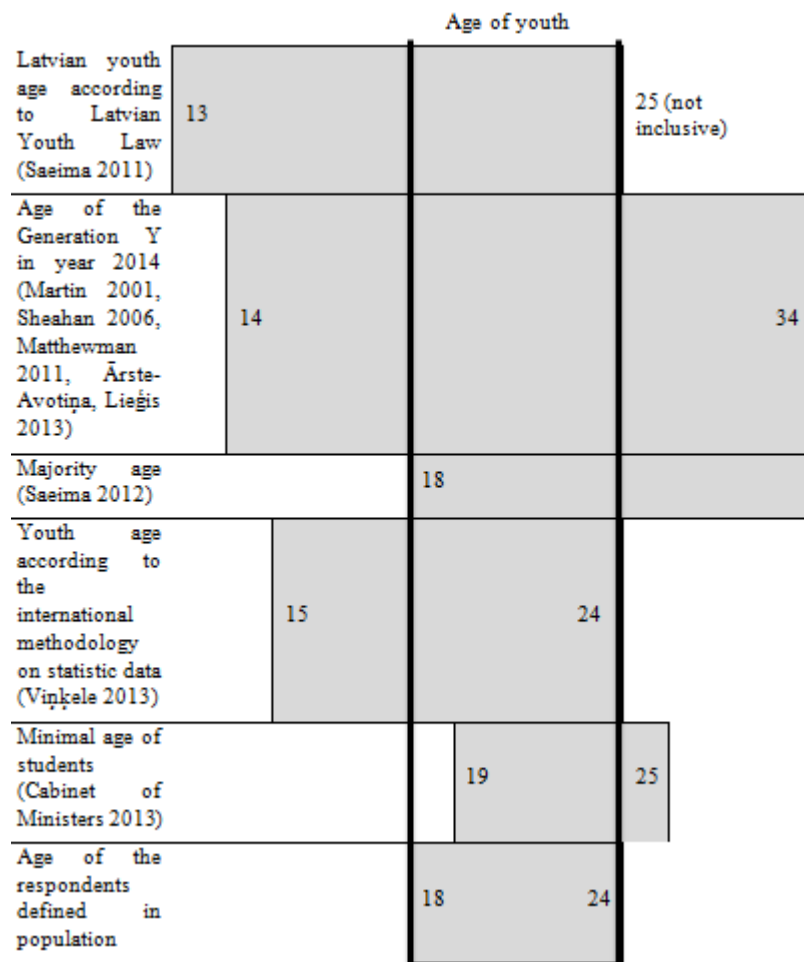 Age of youth
Latvian youth
age according
to Latvian
Youth Law
(Saeima 2011)
13
25 (not
inclusive)
Age of the
Generation Y
in year 2014
(Martin 2001,
Sheahan 2006,
Matthewman
2011, Ārste-
Avotiņa, Lieģis
2013)
14
34
Majority age
(Saeima 2012)
18
Youth age
according to
the
international
methodology
on statistic data
(Viņķele 2013)
15
24
Minimal age of
students
(Cabinet of
Ministers 2013)
19
25
Age of the
respondents
defined in
population
18
24